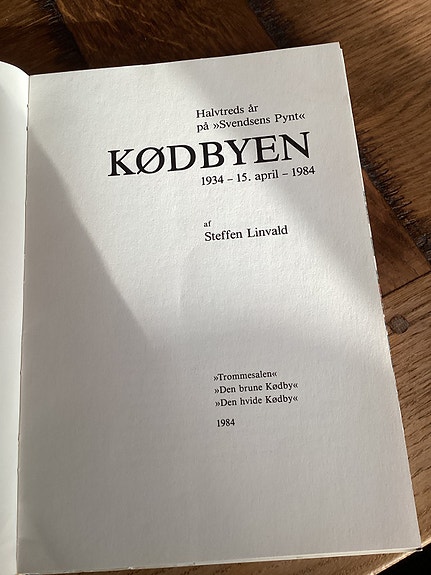 Halvtreds år
på »Svendsens Pynt«
KØDBYEN
1934 – 15. april – 1984
af
Steffen Linvald
»Trommesalen«
»Den brune Kødby«
»Den hvide Kødby«
1984